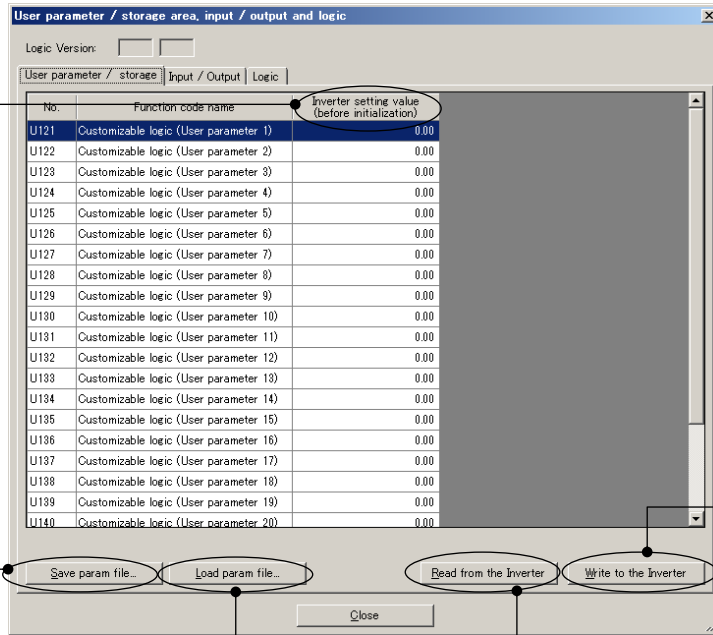 User parameter / storage area, input / output and logic
Logic Version:
User parameter / storage Input / Output Logic
No. Function code name Inverter setting value
(before initialization)
U121 Customizable logic (User parameter 1) 0.00
U122 Customizable logic (User parameter 2) 0.00
U123 Customizable logic (User parameter 3) 0.00
U124 Customizable logic (User parameter 4) 0.00
U125 Customizable logic (User parameter 5) 0.00
U126 Customizable logic (User parameter 6) 0.00
U127 Customizable logic (User parameter 7) 0.00
U128 Customizable logic (User parameter 8) 0.00
U129 Customizable logic (User parameter 9) 0.00
U130 Customizable logic (User parameter 10) 0.00
U131 Customizable logic (User parameter 11) 0.00
U132 Customizable logic (User parameter 12) 0.00
U133 Customizable logic (User parameter 13) 0.00
U134 Customizable logic (User parameter 14) 0.00
U135 Customizable logic (User parameter 15) 0.00
U136 Customizable logic (User parameter 16) 0.00
U137 Customizable logic (User parameter 17) 0.00
U138 Customizable logic (User parameter 18) 0.00
U139 Customizable logic (User parameter 19) 0.00
U140 Customizable logic (User parameter 20) 0.00
Save param file... Load param file... Read from the Inverter Write to the Inverter
Close